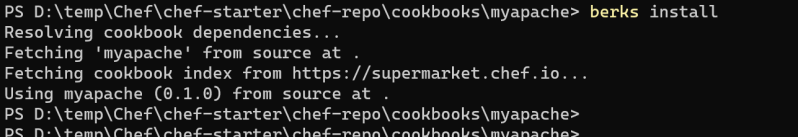 PS D:\temp\Chef\chef-starter\chef-repo\cookbooks\myapache> berks install
Resolving cookbook dependencies...
Fetching 'myapache' from source at .
Fetching cookbook index from https://supermarket.chef.io...
Using myapache (0.1.0) from source at .
PS D:\temp\Chef\chef-starter\chef-repo\cookbooks\myapache>
PS D:\temp\Chef\chef-starter\chef-repo\cookbooks\myapache>